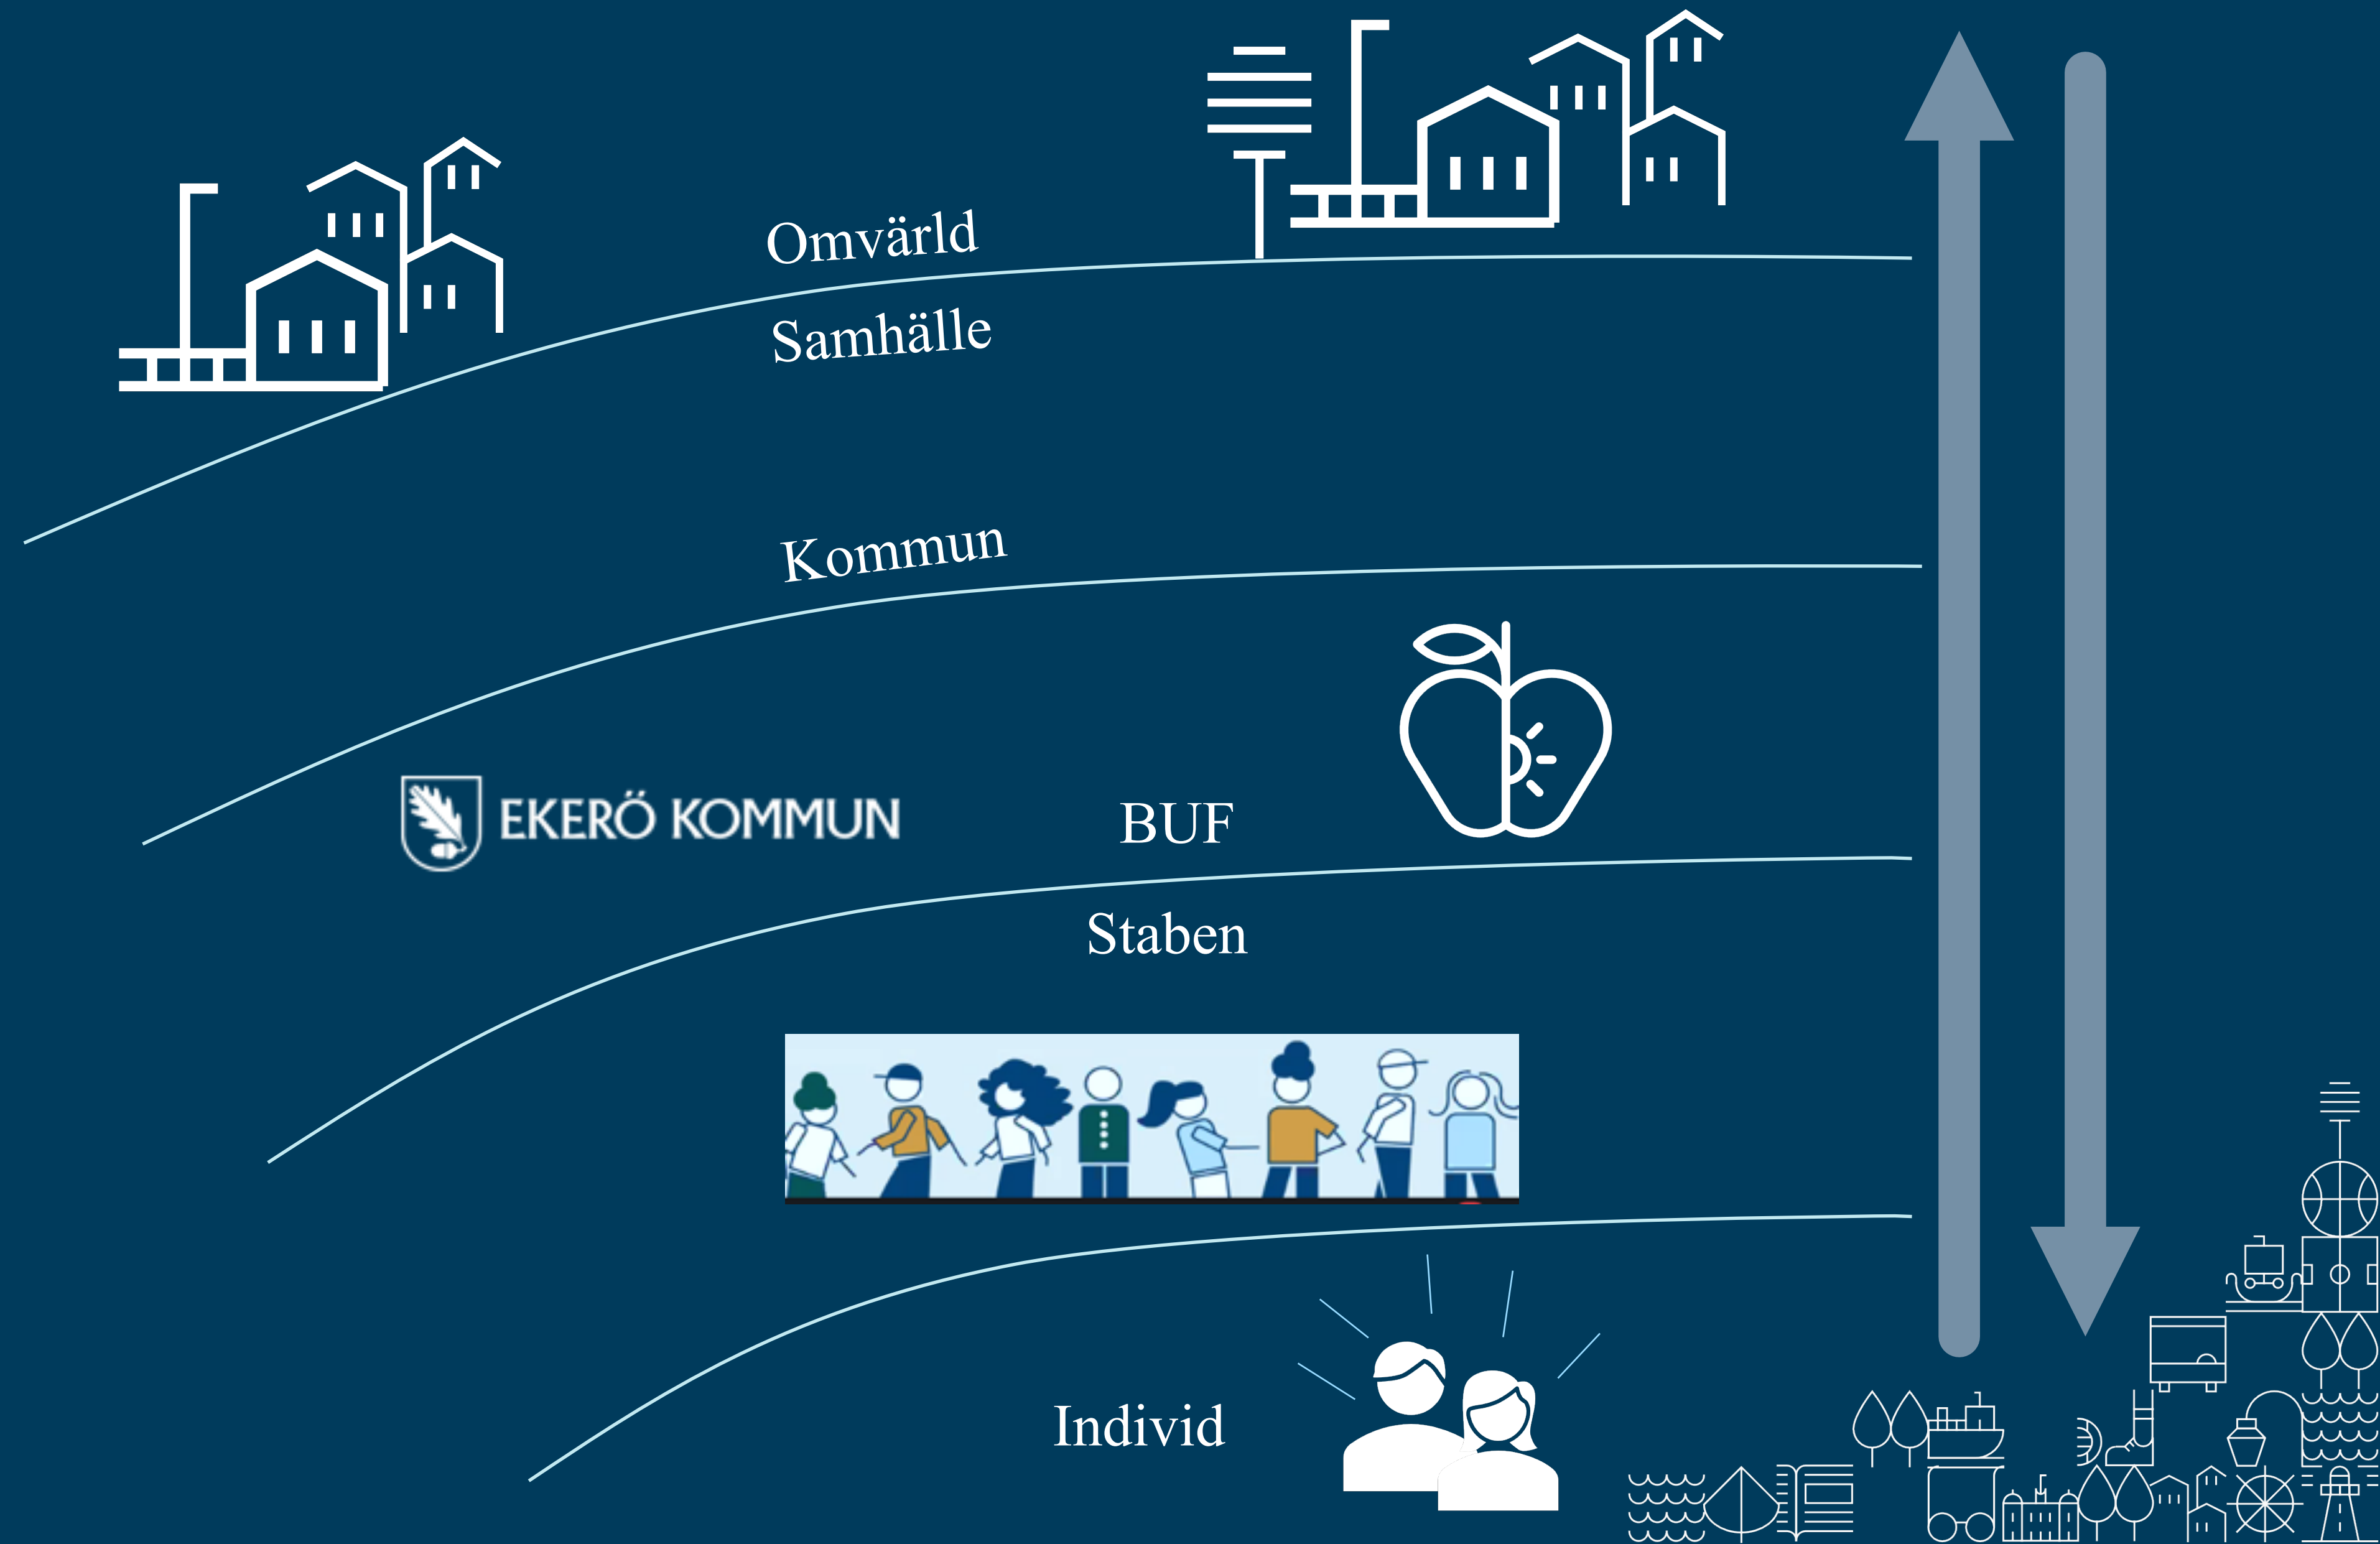 Omvärld
Samhälle
Kommun
EKERÖ KOMMUN
BUF
Staben
Individ